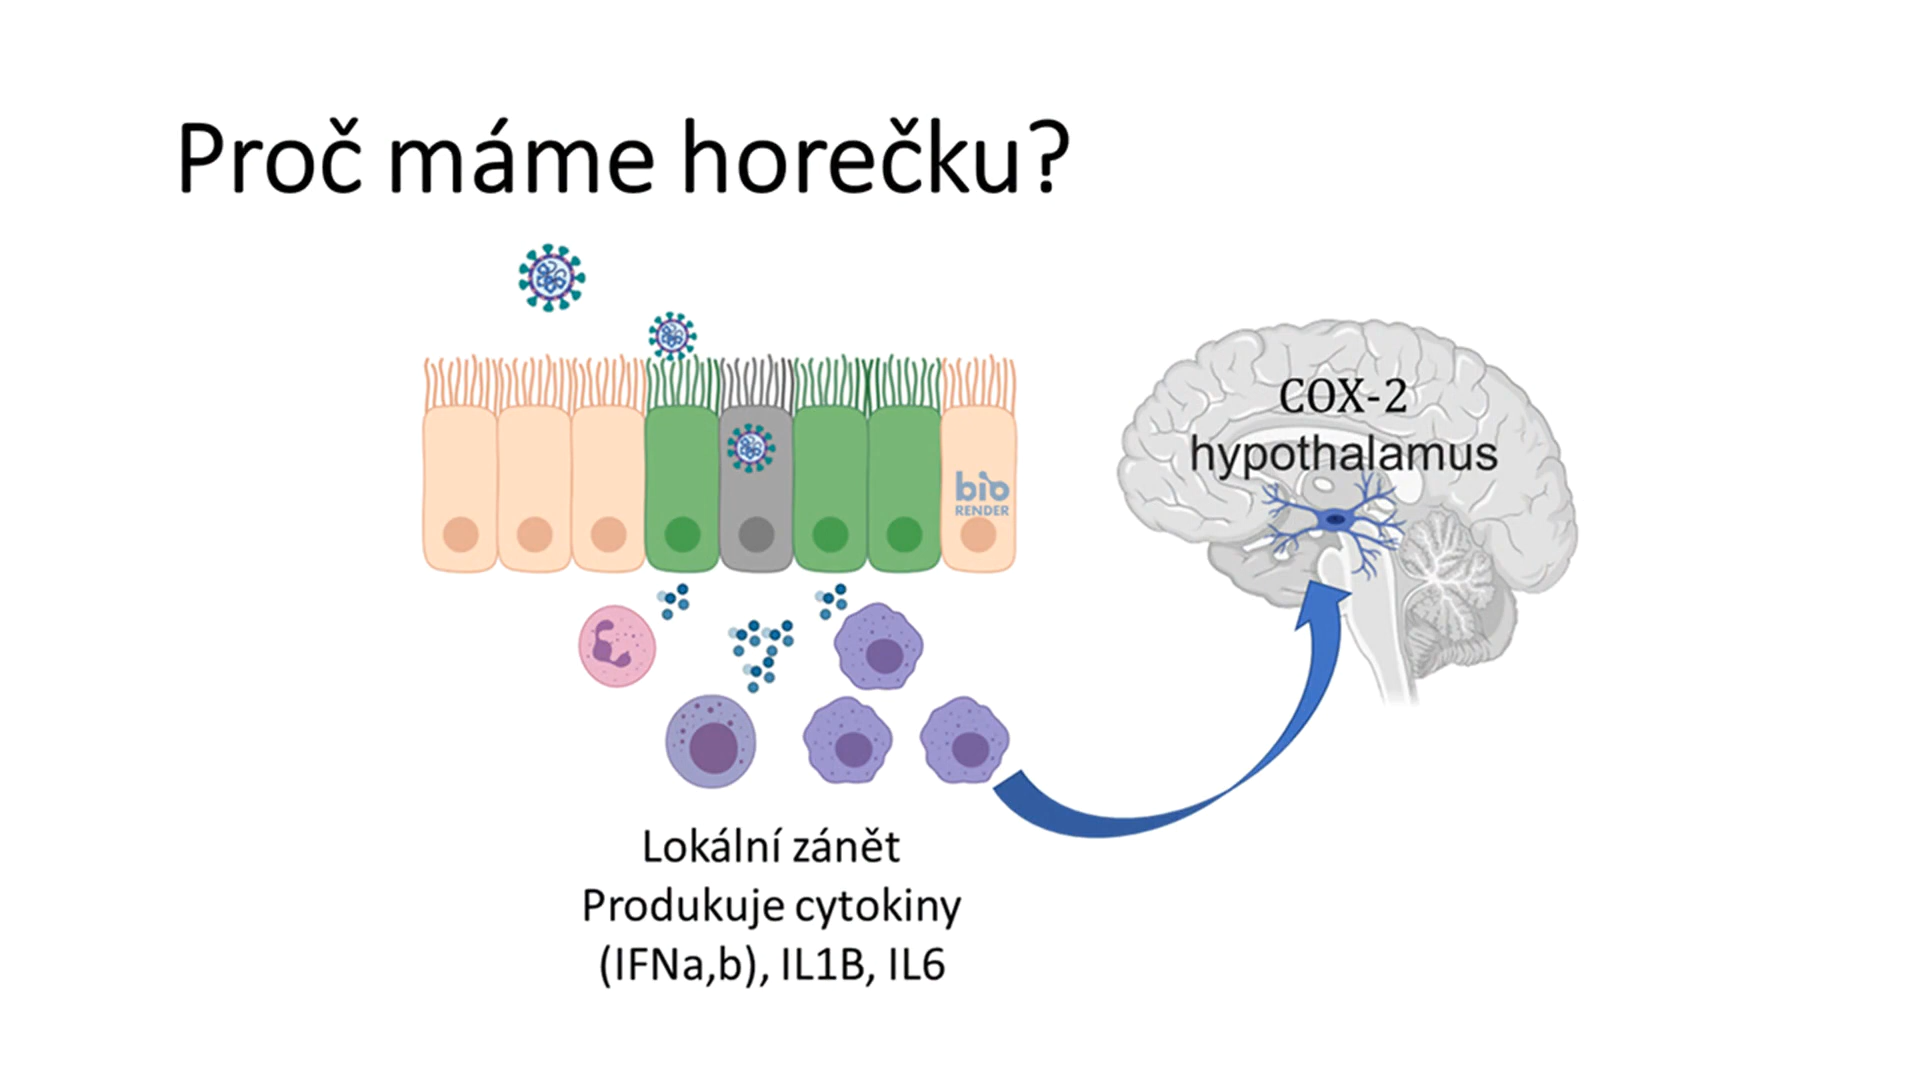 Proč máme horečku?
COX-2
hypothalamus
bio
RENDER
Lokální zánět
Produkuje cytokiny
(IFNa,b), IL1B, IL6